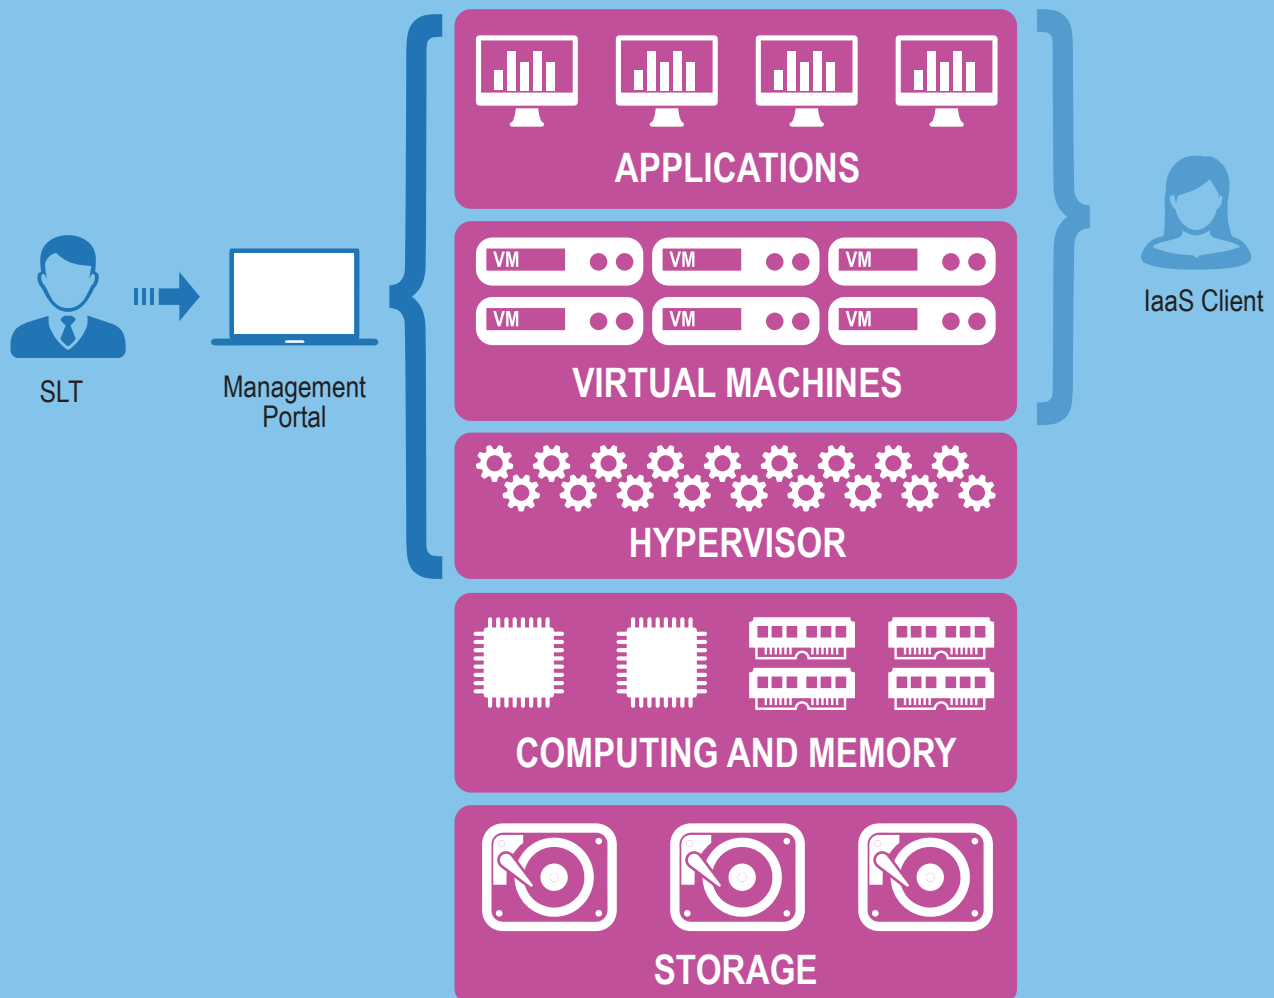 APPLICATIONS
VM VM VM
VM VM VM
VIRTUAL MACHINES
HYPERVISOR
COMPUTING AND MEMORY
STORAGE
SLT
Management
Portal
IaaS Client